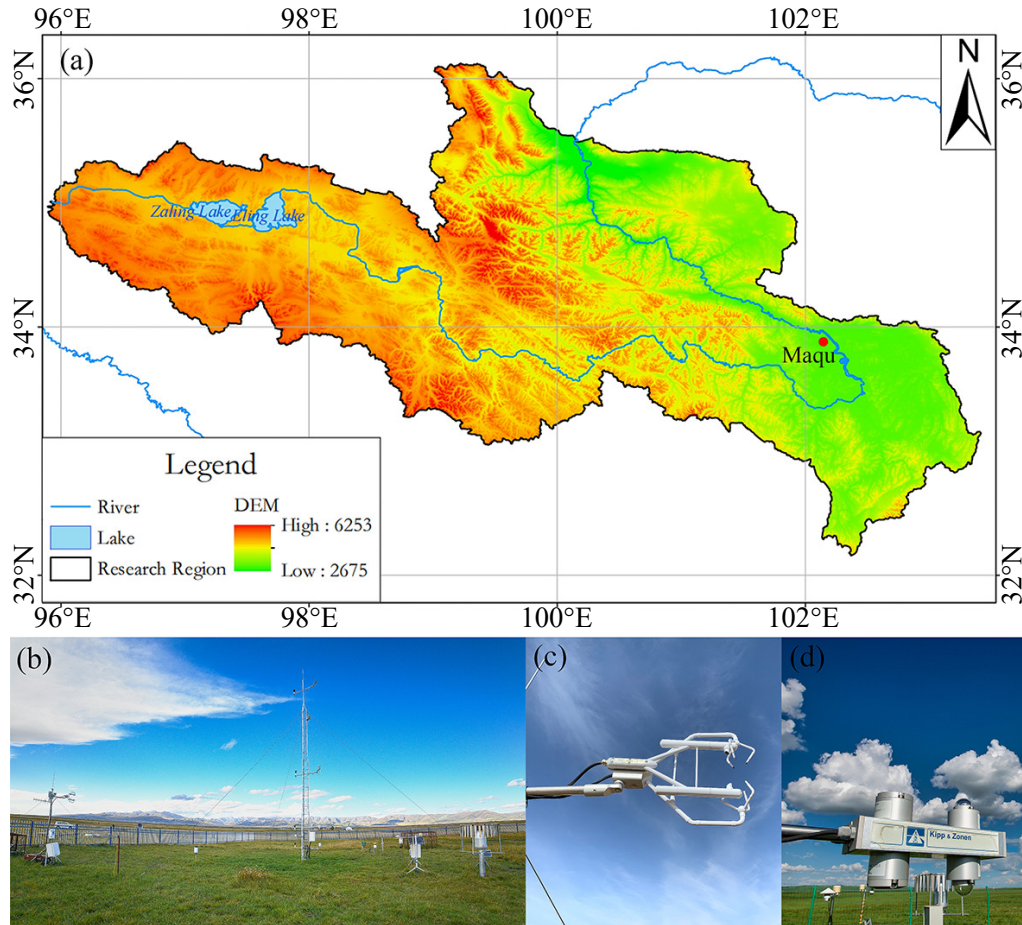 96°E 98°E 100°E 102°E
(a)
N
36°N 36°N
Zaling Lake Eling Lake
34°N 34°N
Maqu
Legend
River
Lake
Research Region
DEM
High : 6253
Low : 2675
32°N 32°N
96°E 98°E 100°E 102°E
(b) (c) (d)
Kipp & Zonen